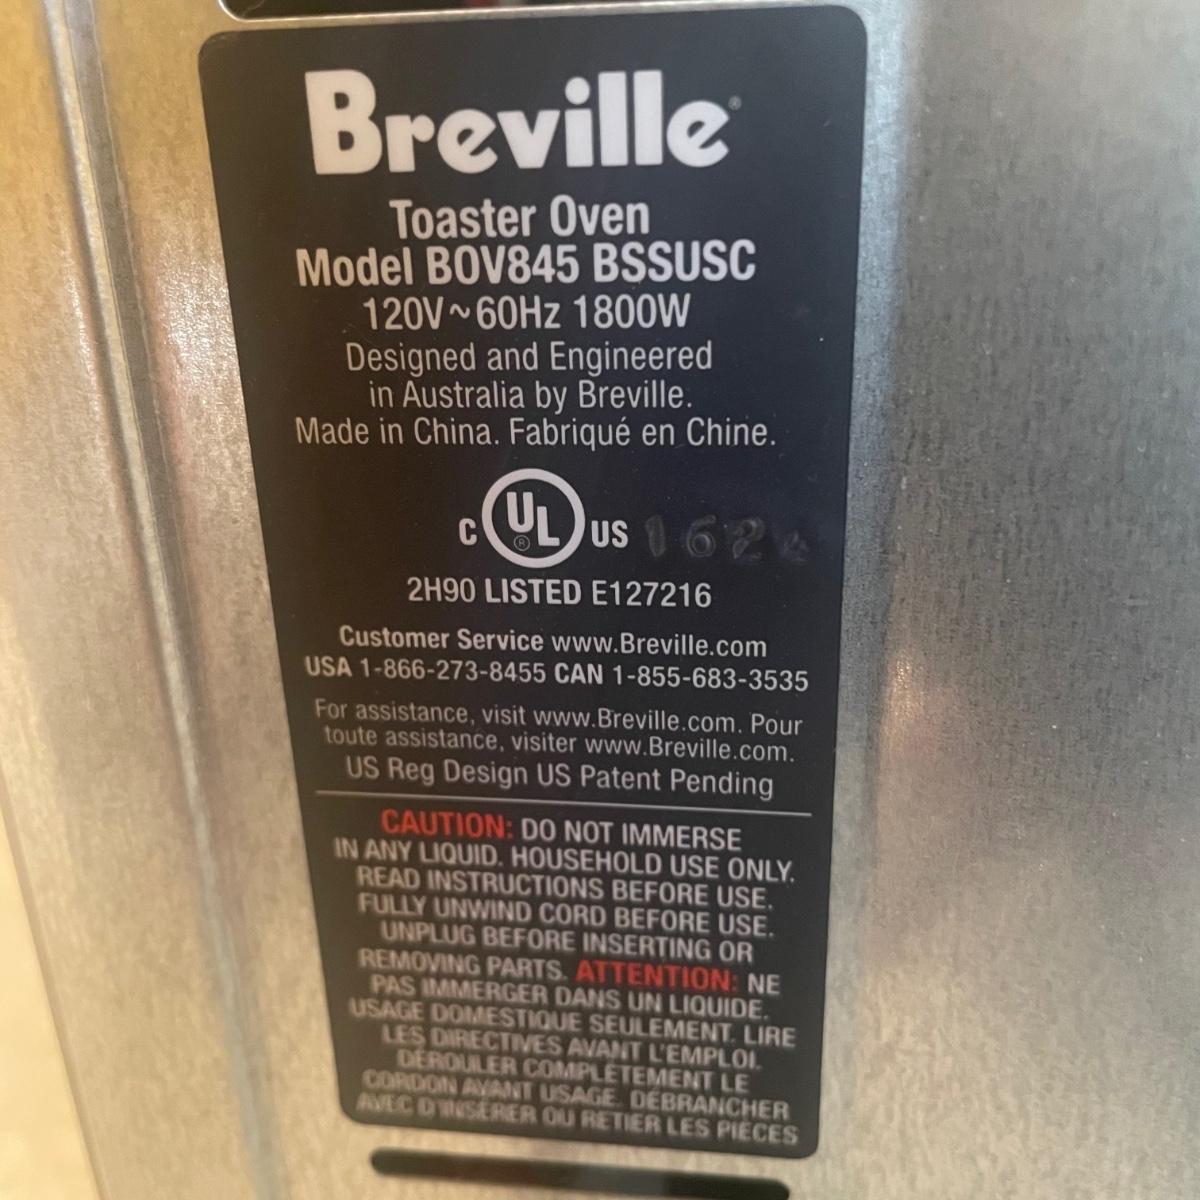 Breville®
Toaster Oven
Model BOV845 BSSUSC
120V~60Hz 1800W
Designed and Engineered
in Australia by Breville.
Made in China. Fabriqué en Chine.
C UL® US 162
2H90 LISTED E127216
Customer Service www.Breville.com
USA 1-866-273-8455 CAN 1-855-683-3535
For assistance, visit www.Breville.com. Pour
toute assistance, visiter www.Breville.com.
US Reg Design US Patent Pending
CAUTION: DO NOT IMMERSE
IN ANY LIQUID. HOUSEHOLD USE ONLY.
READ INSTRUCTIONS BEFORE USE.
FULLY UNWIND CORD BEFORE USE.
UNPLUG BEFORE INSERTING OR
REMOVING PARTS. ATTENTION: NE
PAS IMMERGER DANS UN LIQUIDE.
USAGE DOMESTIQUE SEULEMENT. LIRE
LES DIRECTIVES AVANT L'EMPLOI.
DÉROULER COMPLÈTEMENT LE
CORDON AVANT USAGE. DÉBRANCHER
AVEC D'INSÉRER OU RETIER LES PIÈCES